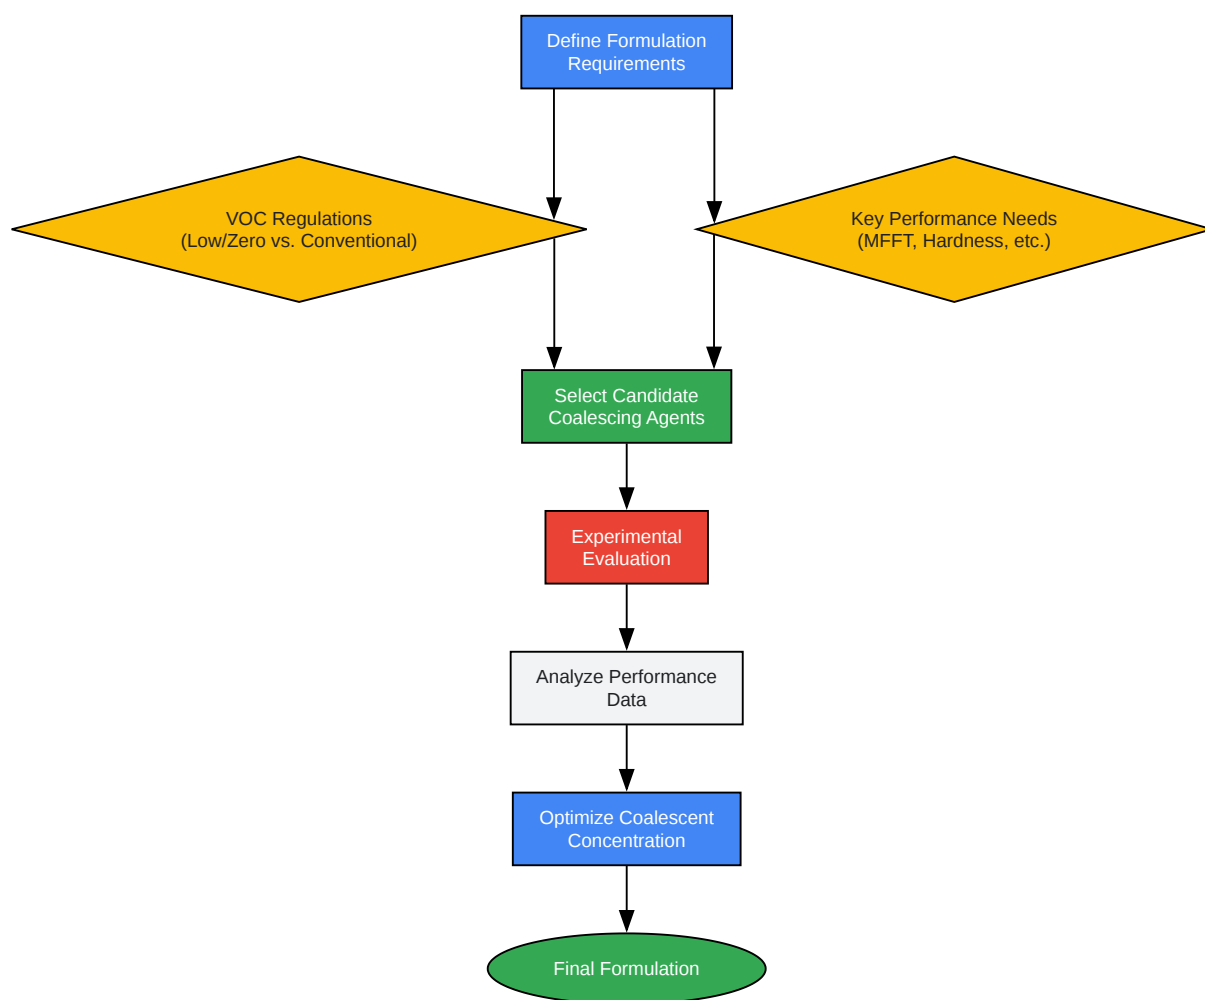 Define Formulation
Requirements
VOC Regulations
(Low/Zero vs. Conventional)
Key Performance Needs
(MFFT, Hardness, etc.)
Select Candidate
Coalescing Agents
Experimental
Evaluation
Analyze Performance
Data
Optimize Coalescent
Concentration
Final Formulation